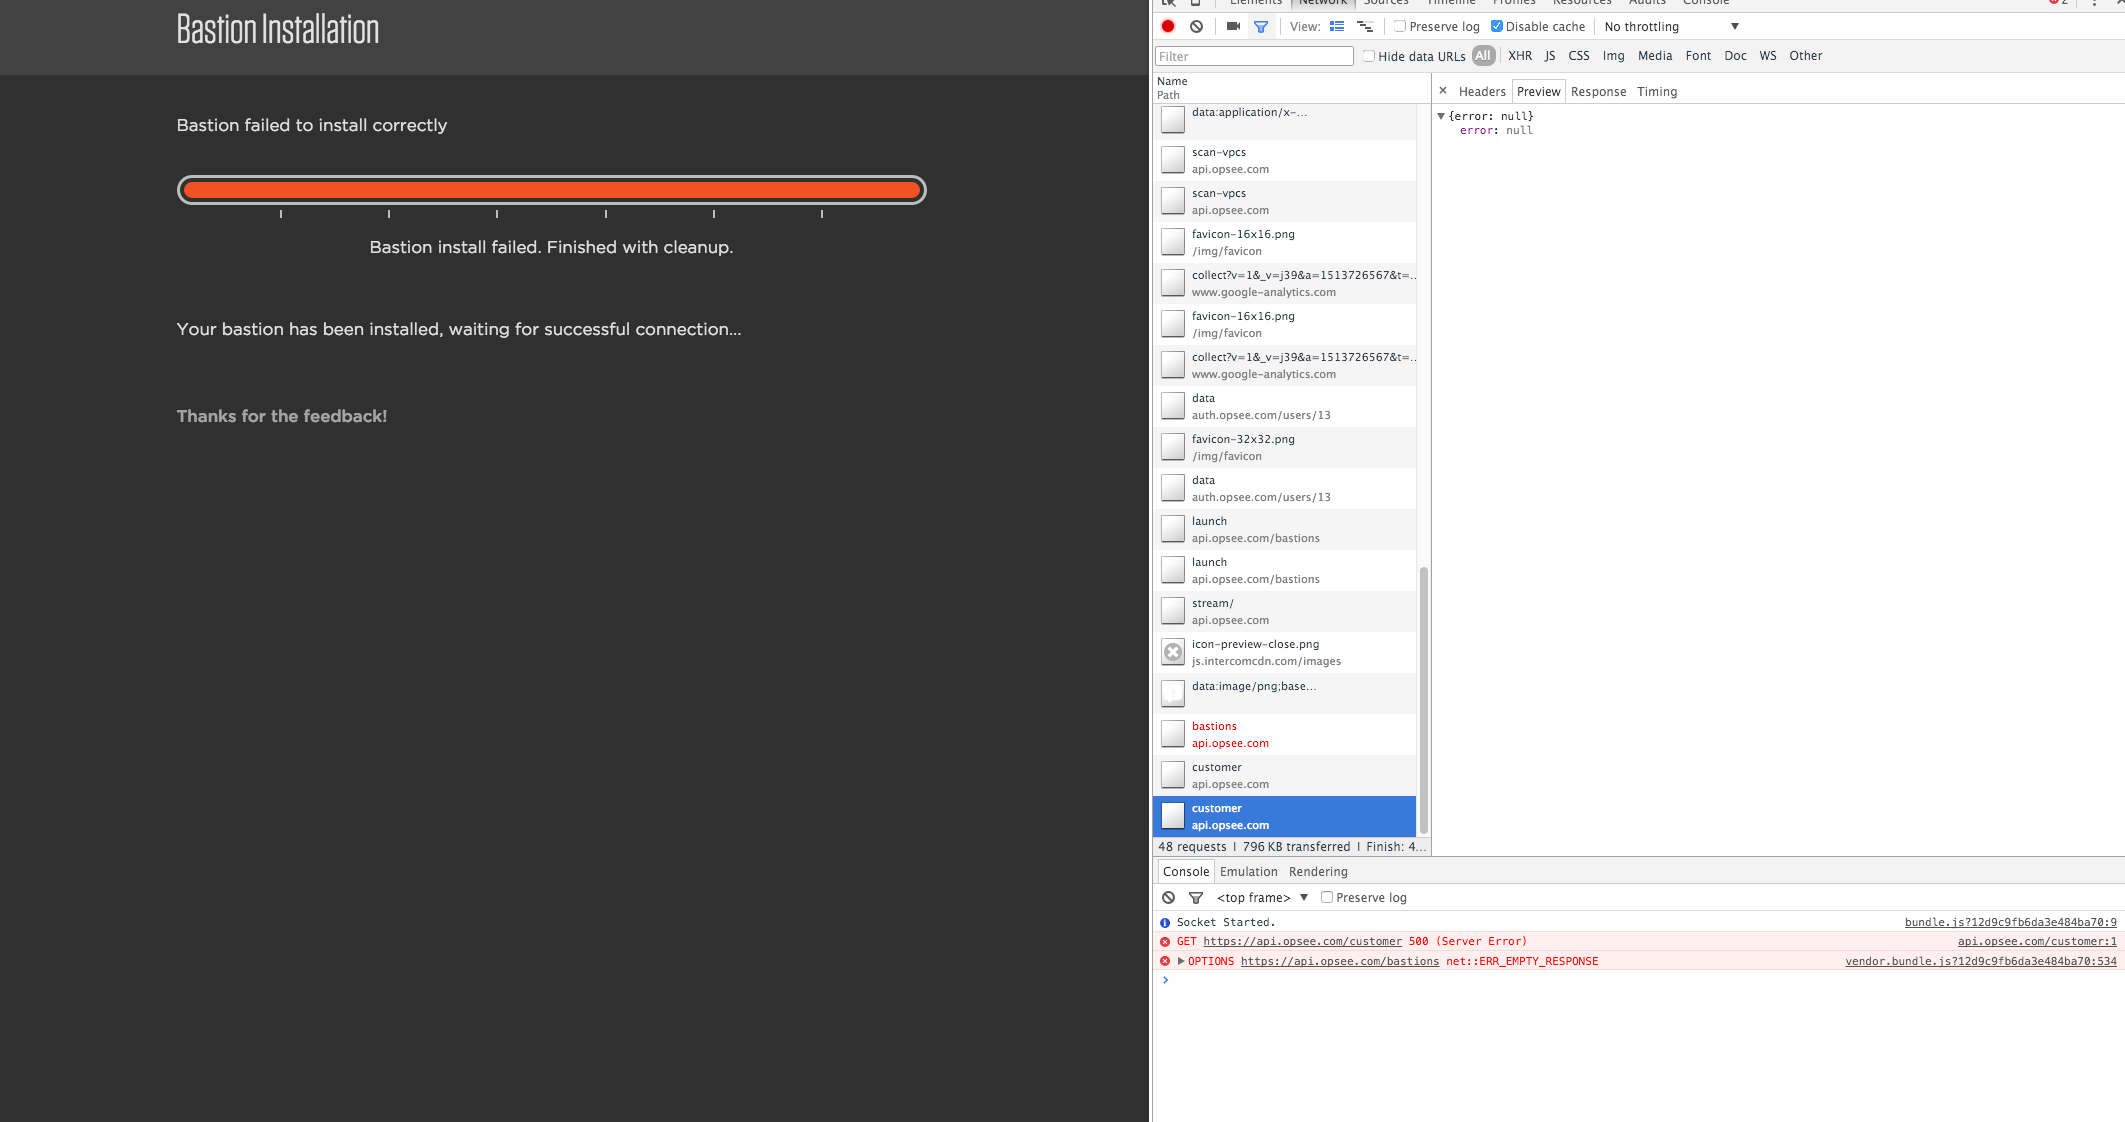 Bastion Installation
Bastion failed to install correctly
Bastion install failed. Finished with cleanup.
Your bastion has been installed, waiting for successful connection...
Thanks for the feedback!
Elements Network Sources Timeline Profiles Resources Audits Console 2
View: Preserve log Disable cache No throttling
Filter Hide data URLs All XHR JS CSS Img Media Font Doc WS Other
Name
Path
data:application/x-...
scan-vpcs
api.opsee.com
scan-vpcs
api.opsee.com
favicon-16x16.png
/img/favicon
collect?v=1&_v=j39&a=1513726567&t=...
www.google-analytics.com
favicon-16x16.png
/img/favicon
collect?v=1&_v=j39&a=1513726567&t=...
www.google-analytics.com
data
auth.opsee.com/users/13
favicon-32x32.png
/img/favicon
data
auth.opsee.com/users/13
launch
api.opsee.com/bastions
launch
api.opsee.com/bastions
stream/
api.opsee.com
icon-preview-close.png
js.intercomcdn.com/images
data:image/png;base...
bastions
api.opsee.com
customer
api.opsee.com
customer
api.opsee.com
48 requests | 796 KB transferred | Finish: 4...
× Headers Preview Response Timing
{error: null}
error: null
Console Emulation Rendering
<top frame> Preserve log
Socket Started. bundle.js?12d9c9fb6da3e484ba70:9
GET https://api.opsee.com/customer 500 (Server Error) api.opsee.com/customer:1
OPTIONS https://api.opsee.com/bastions net::ERR_EMPTY_RESPONSE vendor.bundle.js?12d9c9fb6da3e484ba70:534